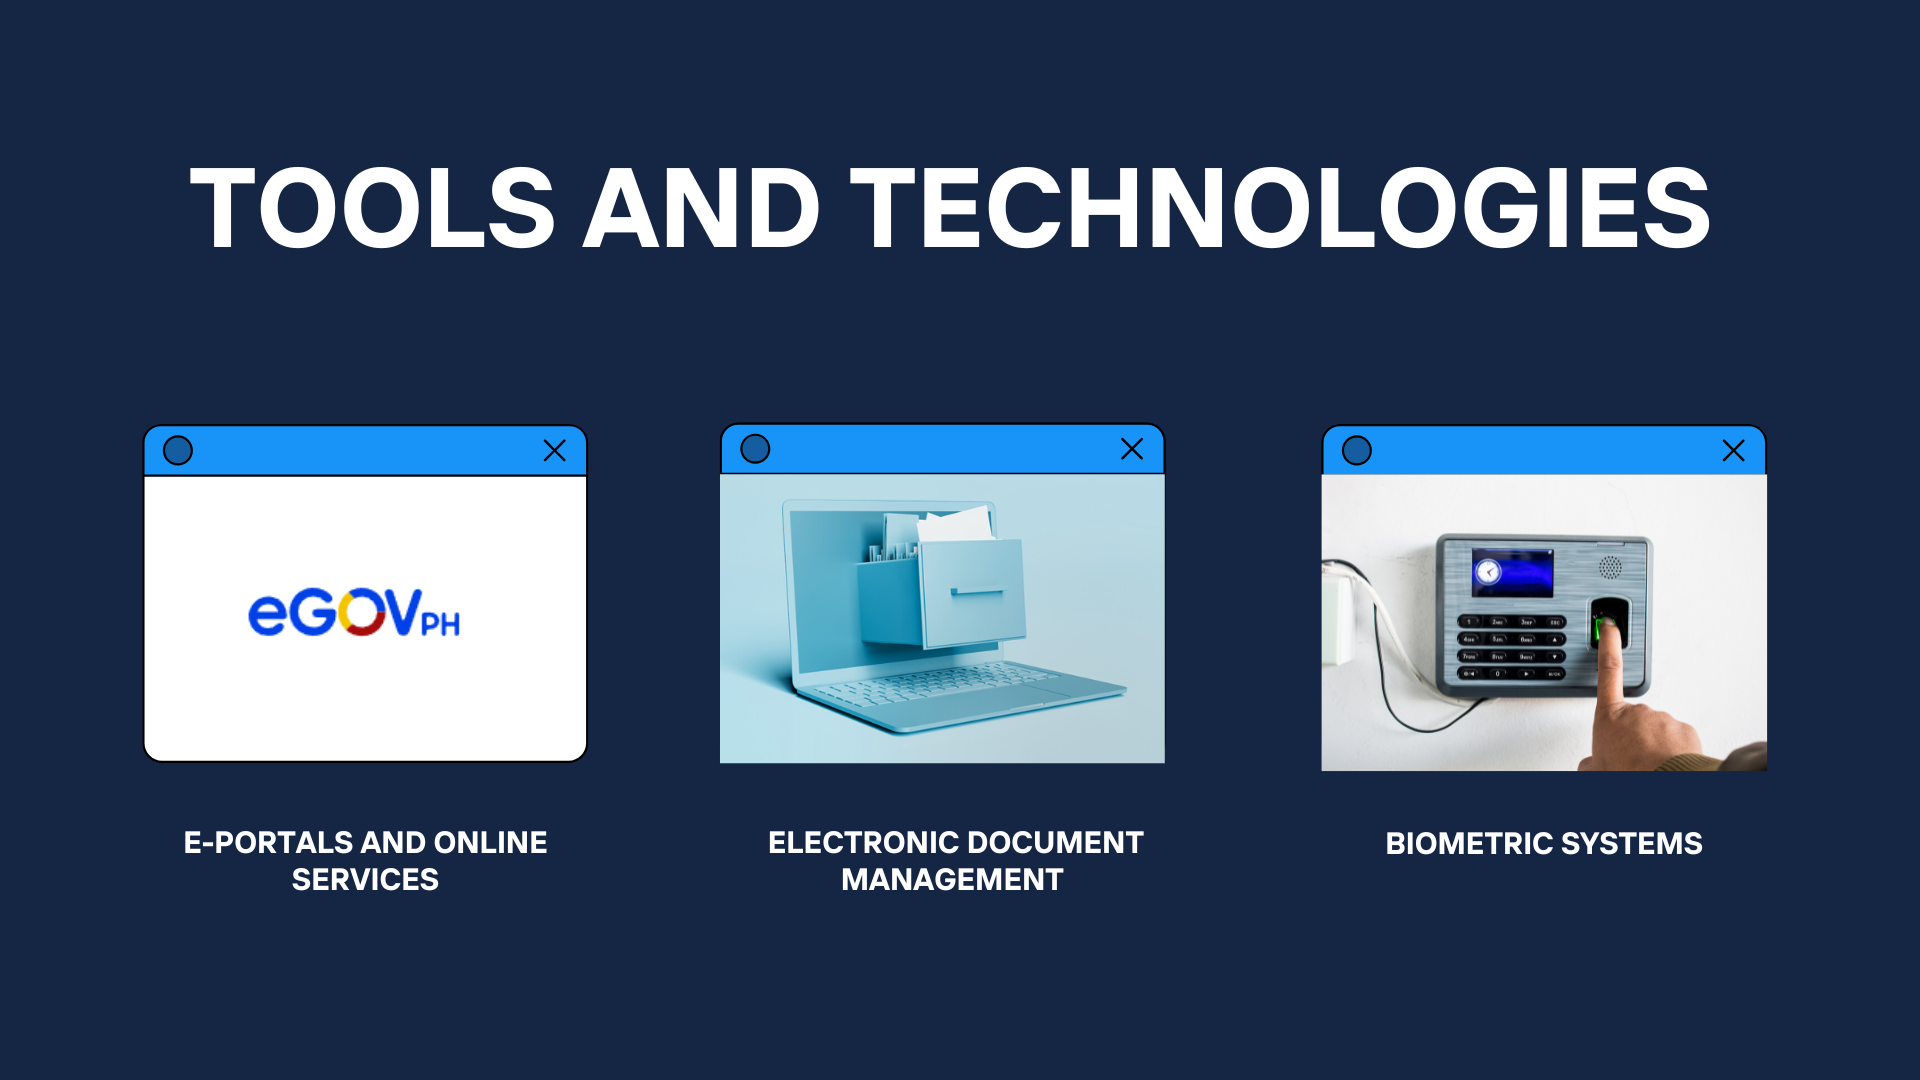 TOOLS AND TECHNOLOGIES
eGOVPH
E-PORTALS AND ONLINE
SERVICES
ELECTRONIC DOCUMENT
MANAGEMENT
BIOMETRIC SYSTEMS